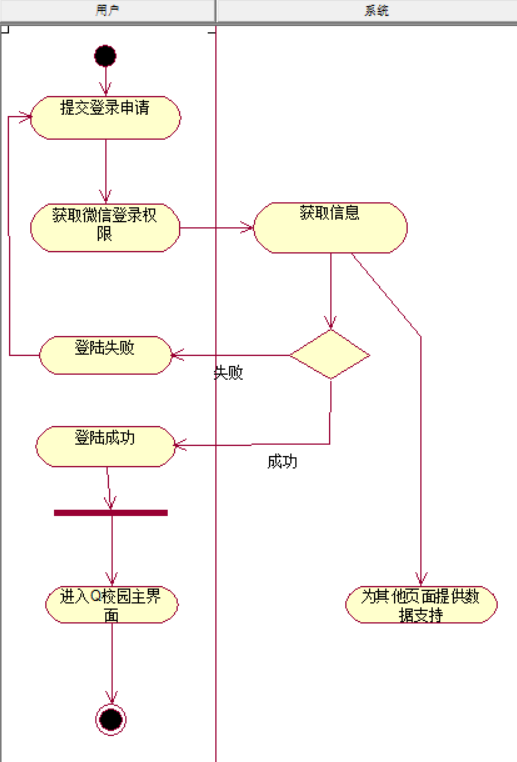 用户
系统
提交登录申请
获取微信登录权
限
获取信息
登陆失败
失败
登陆成功
成功
进入Q校园主界
面
为其他页面提供数
据支持